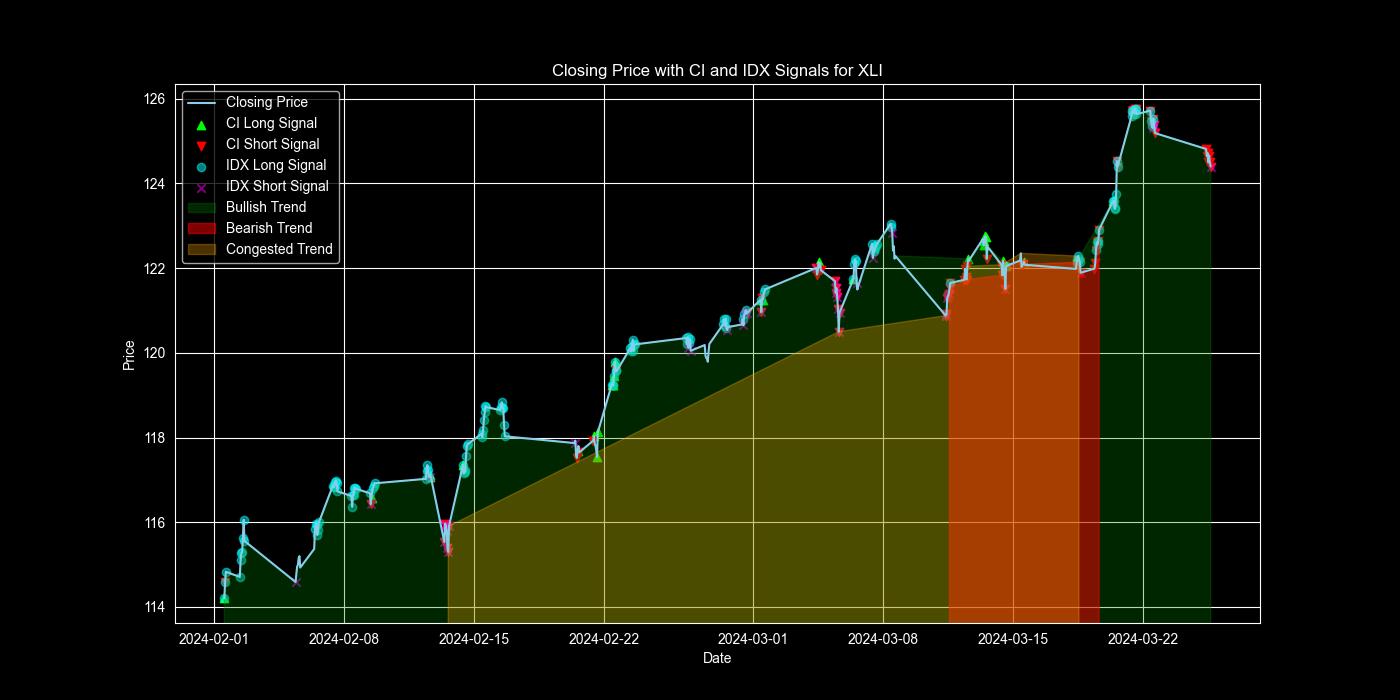 Closing Price with CI and IDX Signals for XLI
Closing Price
CI Long Signal
CI Short Signal
IDX Long Signal
IDX Short Signal
Bullish Trend
Bearish Trend
Congested Trend
126
124
122
120
118
116
114
Price
2024-02-01 2024-02-08 2024-02-15 2024-02-22 2024-03-01 2024-03-08 2024-03-15 2024-03-22
Date